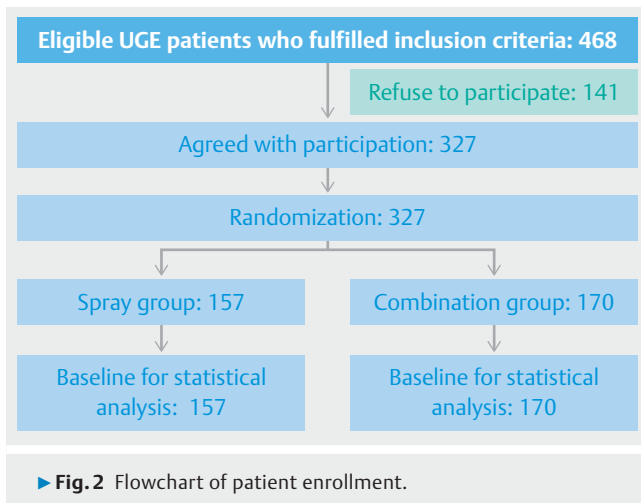 Eligible UGE patients who fulfilled inclusion criteria: 468
Refuse to participate: 141
Agreed with participation: 327
Randomization: 327
Spray group: 157
Combination group: 170
Baseline for statistical
analysis: 157
Baseline for statistical
analysis: 170
▶ Fig. 2 Flowchart of patient enrollment.